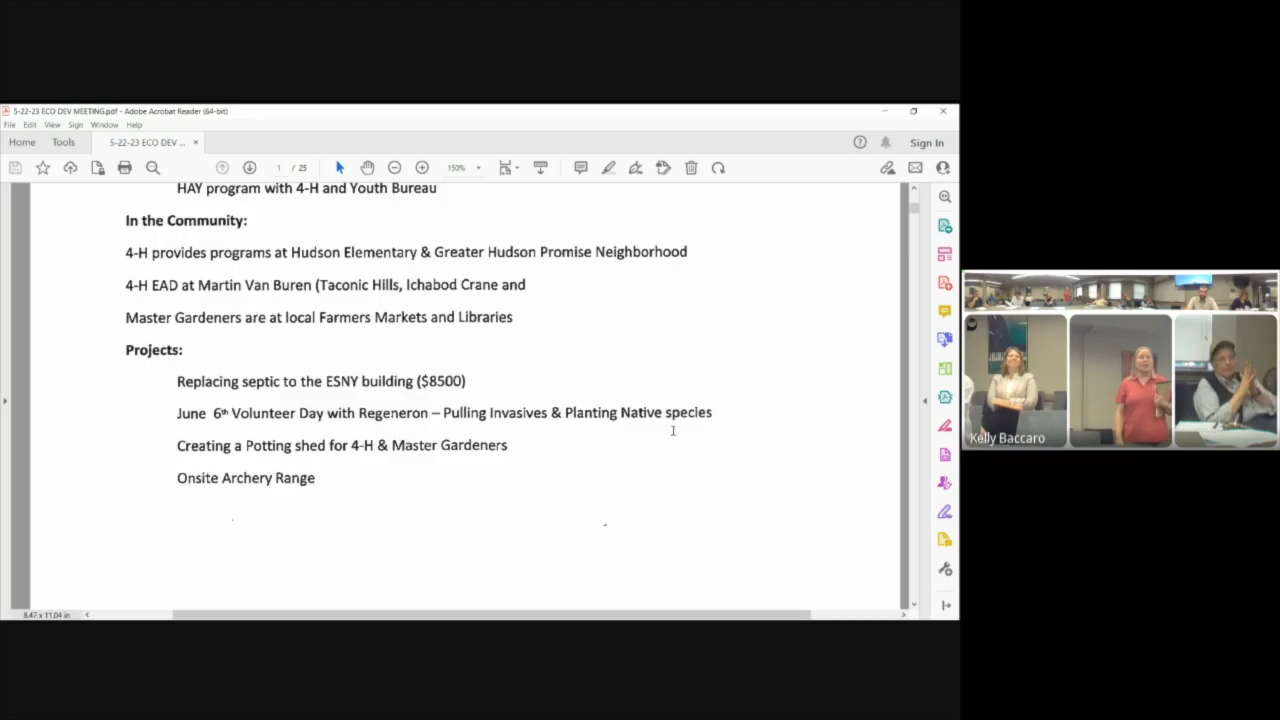 5-22-23 ECO DEV MEETING.pdf - Adobe Acrobat Reader (64-bit)
File Edit View Sign Window Help
Home Tools 5-22-23 ECO DEV ... × Sign In
1 / 25 150%
HAY program with 4-H and Youth Bureau
In the Community:
4-H provides programs at Hudson Elementary & Greater Hudson Promise Neighborhood
4-H EAD at Martin Van Buren (Taconic Hills, Ichabod Crane and
Master Gardeners are at local Farmers Markets and Libraries
Projects:
Replacing septic to the ESNY building ($8500)
June 6th Volunteer Day with Regeneron – Pulling Invasives & Planting Native species
Creating a Potting shed for 4-H & Master Gardeners
Onsite Archery Range
8.47 x 11.04 in
Kelly Baccaro